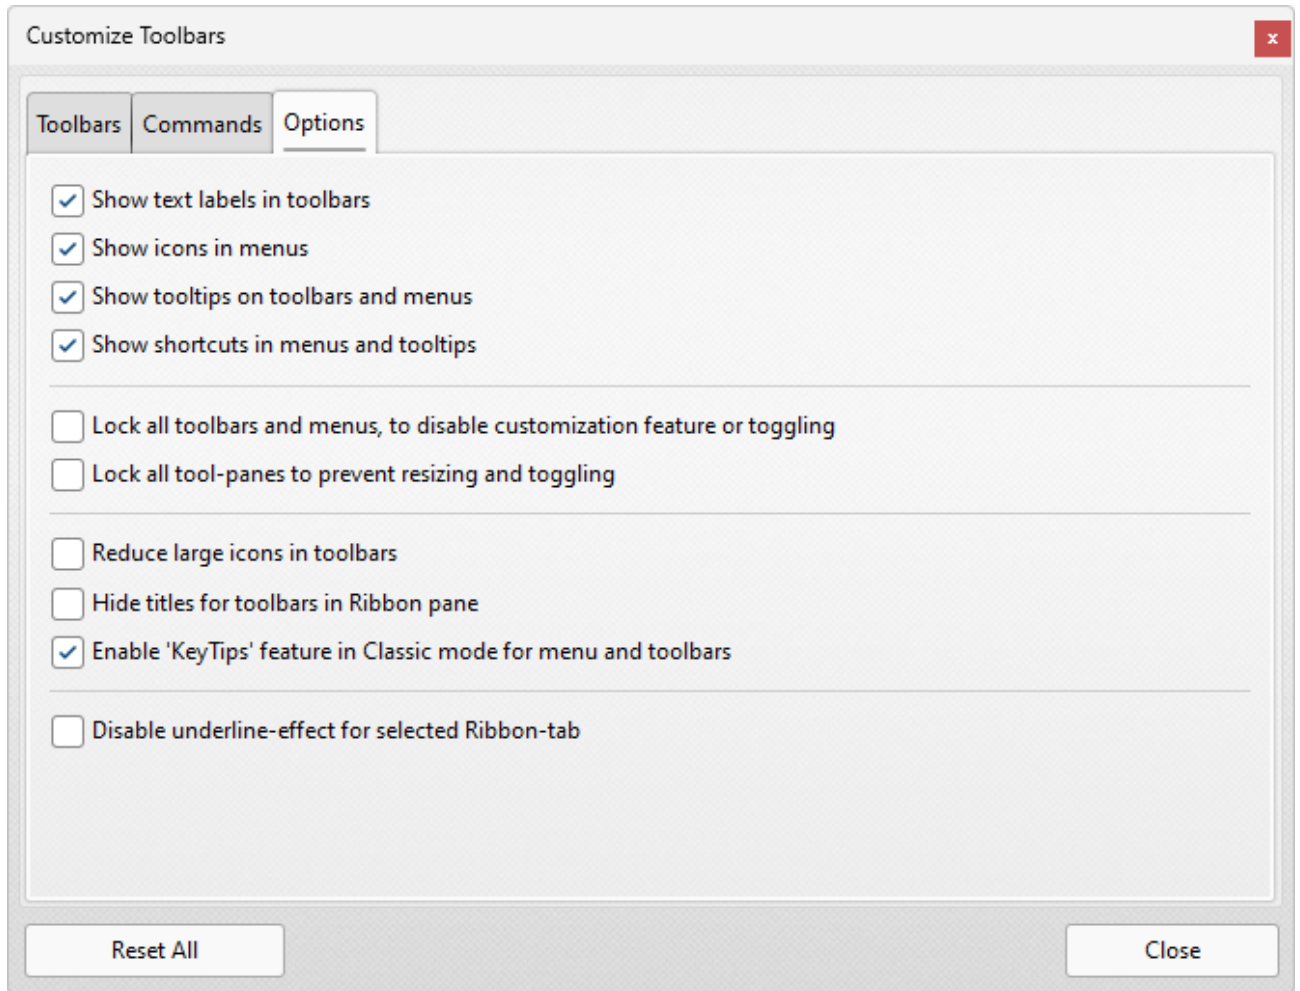 Customize Toolbars
x
Toolbars Commands Options
Show text labels in toolbars
Show icons in menus
Show tooltips on toolbars and menus
Show shortcuts in menus and tooltips
Lock all toolbars and menus, to disable customization feature or toggling
Lock all tool-panes to prevent resizing and toggling
Reduce large icons in toolbars
Hide titles for toolbars in Ribbon pane
Enable 'KeyTips' feature in Classic mode for menu and toolbars
Disable underline-effect for selected Ribbon-tab
Reset All Close